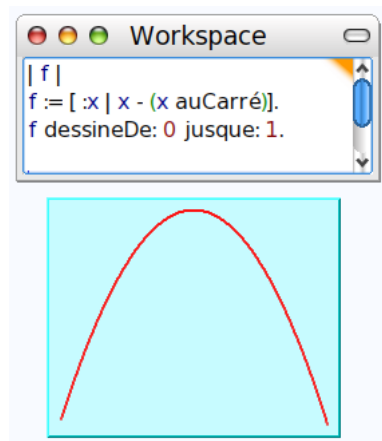 Workspace
| f |
f := [ :x | x - (x auCarré)].
f dessineDe: 0 jusque: 1.